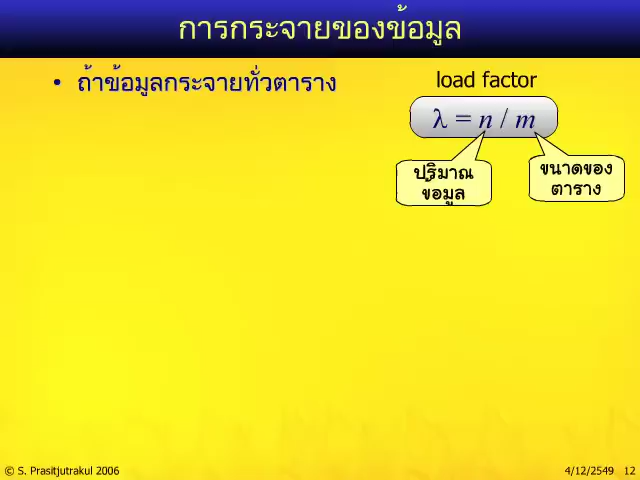 การกระจายของข้อมูล
• ถ้าข้อมูลกระจายทั่วตาราง
load factor
λ = n / m
ปริมาณ
ข้อมูล
ขนาดของ
ตาราง
© S. Prasitjutrakul 2006
4/12/2549 12